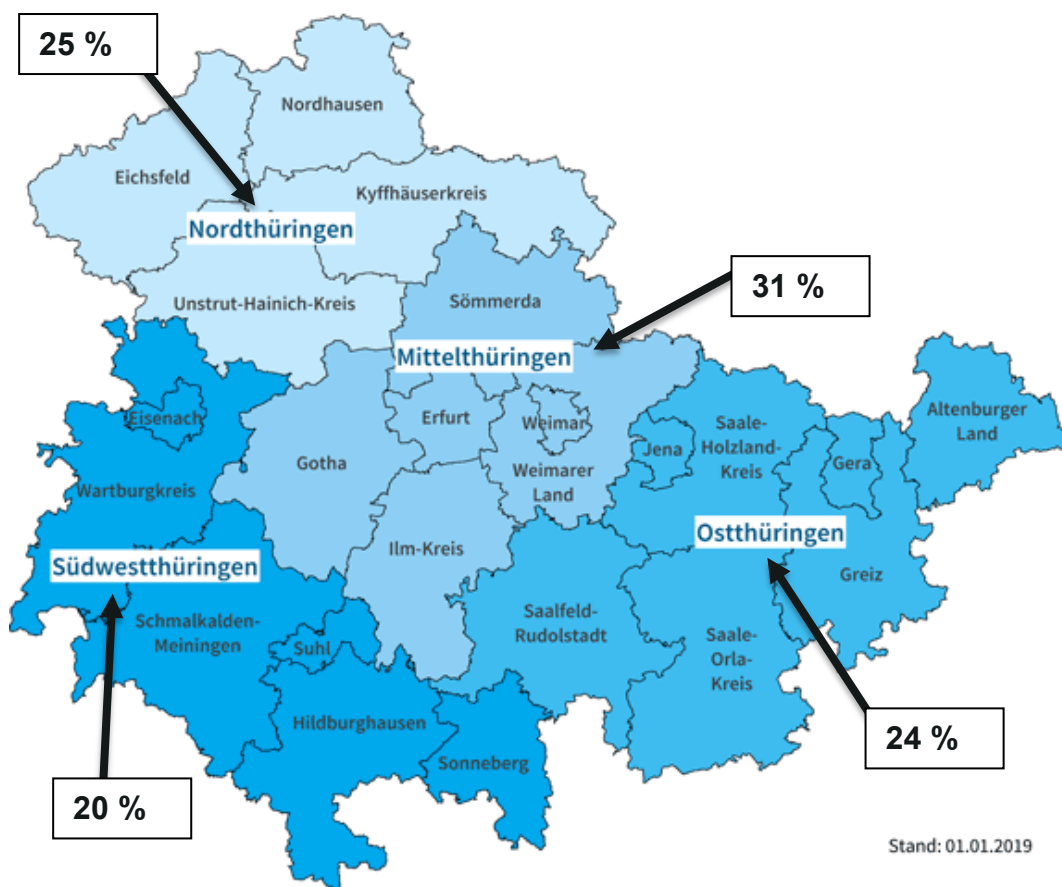 25 %
Nordhausen
Eichsfeld
Kyffhäuserkreis
Nordthüringen
Unstrut-Hainich-Kreis
31 %
Sömmerda
Mittelthüringen
Eisenach
Gotha
Erfurt
Weimar
Weimarer
Land
Jena
Saale-
Holzland-
Kreis
Gera
Altenburger
Land
Wartburgkreis
Ilm-Kreis
Ostthüringen
Südwestthüringen
Greiz
Schmalkalden-
Meiningen
Suhl
Saalfeld-
Rudolstadt
Saale-
Orla-
Kreis
Hildburghausen
Sonneberg
24 %
20 %
Stand: 01.01.2019